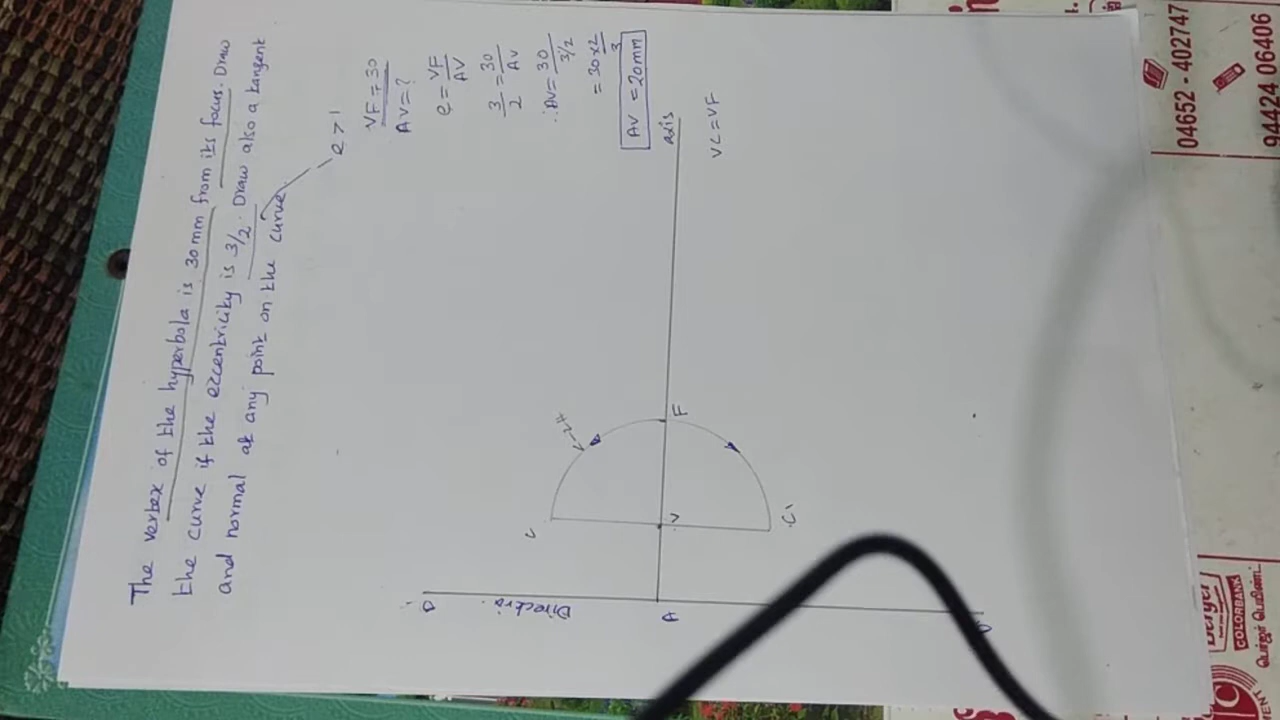 The vertex of the hyperbola is 30mm from its focus. Draw
the curve if the eccentricity is 3/2. Draw also a tangent
and normal at any point on the curve
e > 1
VF = 30
AV = ?
e = VF/AV
3/2 = 30/AV
∴ AV = 30/3/2
= 30×2/3
AV = 20mm
axis
VC = VF
F
C
V
C1
D
Directri
A
04652 - 402747
94424 06406
Berger
COLORBANK